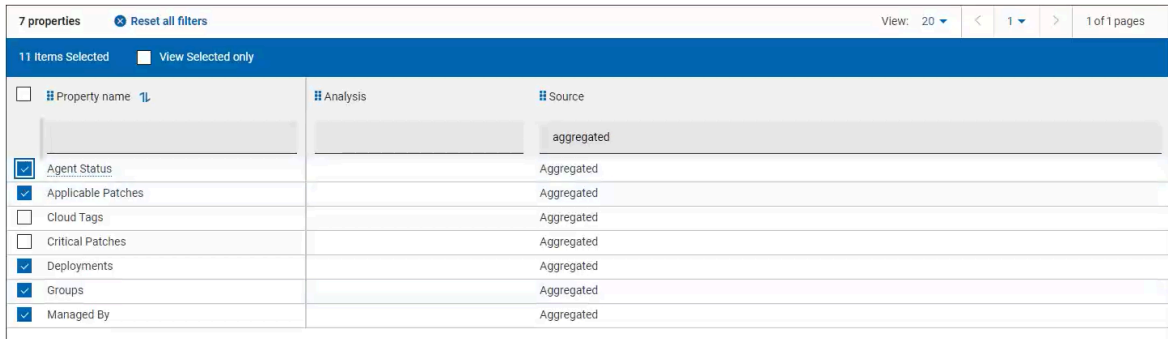 7 properties Reset all filters View: 20 1 1 of 1 pages
11 Items Selected View Selected only
Property name Analysis Source
aggregated
Agent Status Aggregated
Applicable Patches Aggregated
Cloud Tags Aggregated
Critical Patches Aggregated
Deployments Aggregated
Groups Aggregated
Managed By Aggregated